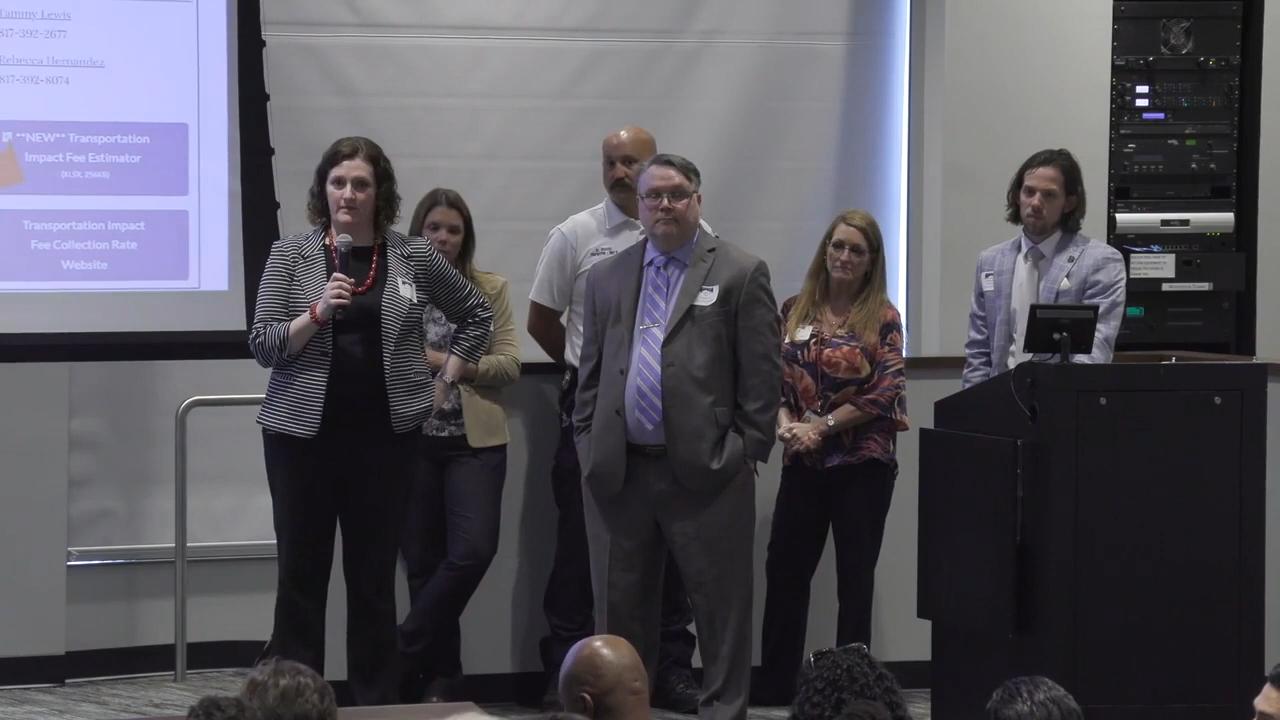 Tammy Lewis
817-392-2677
Rebecca Hernandez
817-392-8074
**NEW** Transportation
Impact Fee Estimator
(XLSX, 256KB)
Transportation Impact
Fee Collection Rate
Website